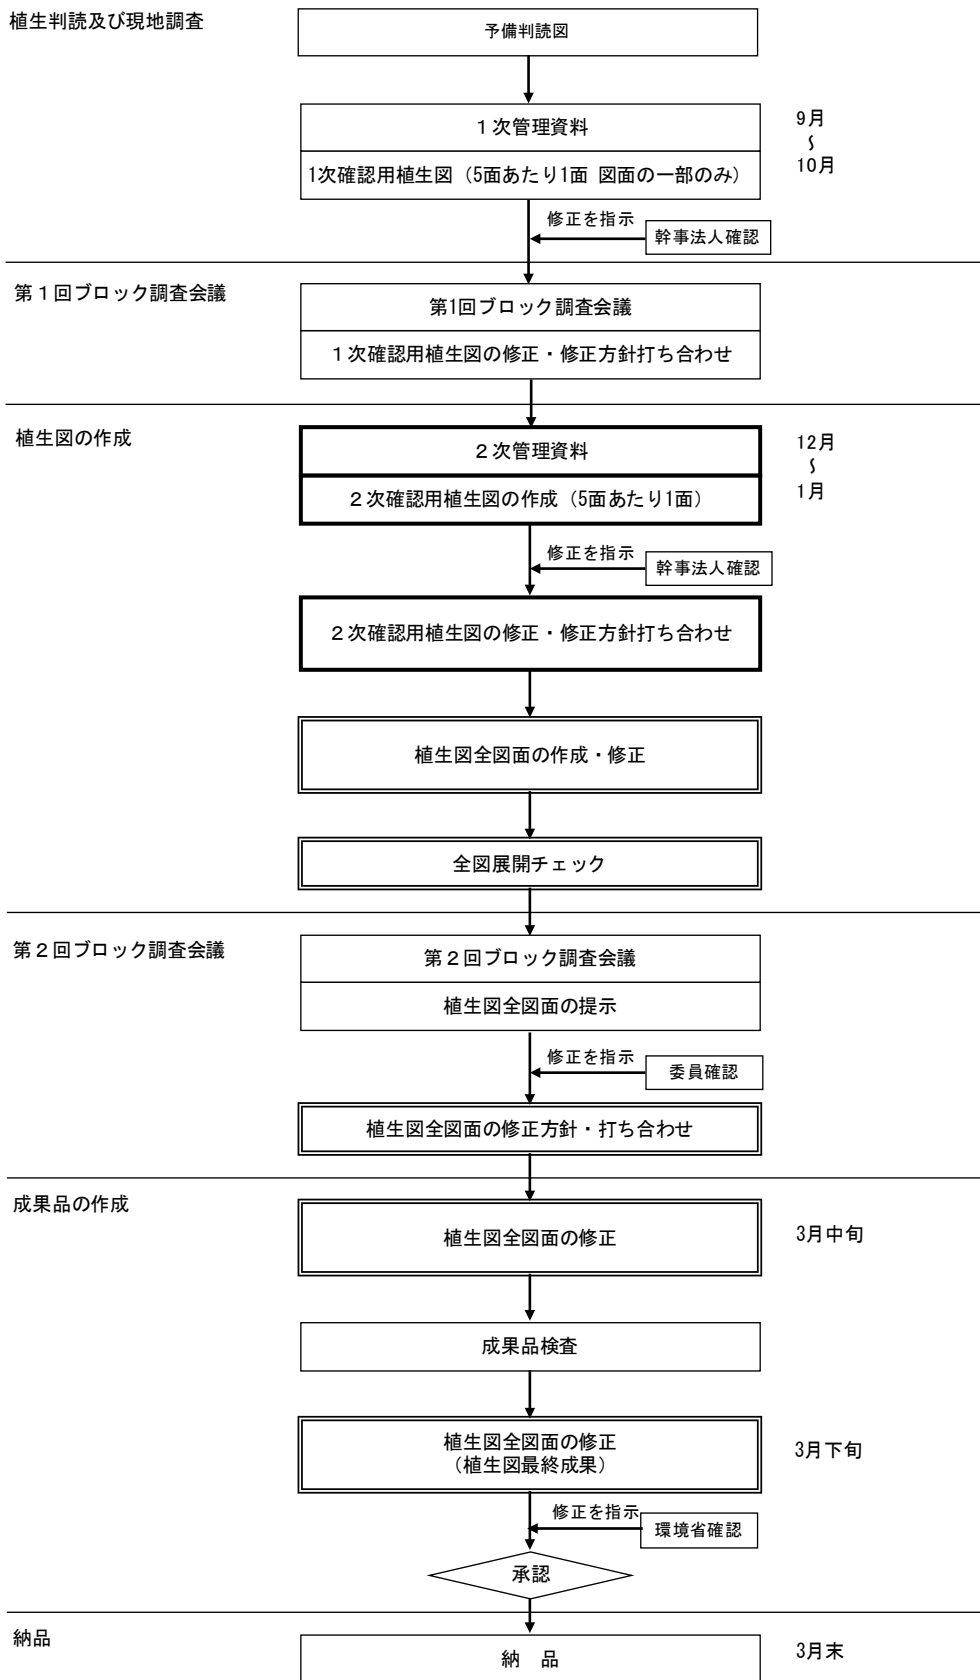 植生判読及び現地調査
予備判読図
１次管理資料
1次確認用植生図（5面あたり1面 図面の一部のみ）
9月
〜
10月
修正を指示
幹事法人確認
第１回ブロック調査会議
第1回ブロック調査会議
１次確認用植生図の修正・修正方針打ち合わせ
植生図の作成
２次管理資料
２次確認用植生図の作成（5面あたり1面）
12月
〜
1月
修正を指示
幹事法人確認
２次確認用植生図の修正・修正方針打ち合わせ
植生図全図面の作成・修正
全図展開チェック
第２回ブロック調査会議
第２回ブロック調査会議
植生図全図面の提示
修正を指示
委員確認
植生図全図面の修正方針・打ち合わせ
成果品の作成
植生図全図面の修正
3月中旬
成果品検査
植生図全図面の修正
（植生図最終成果）
3月下旬
修正を指示
環境省確認
承認
納品
納　品
3月末